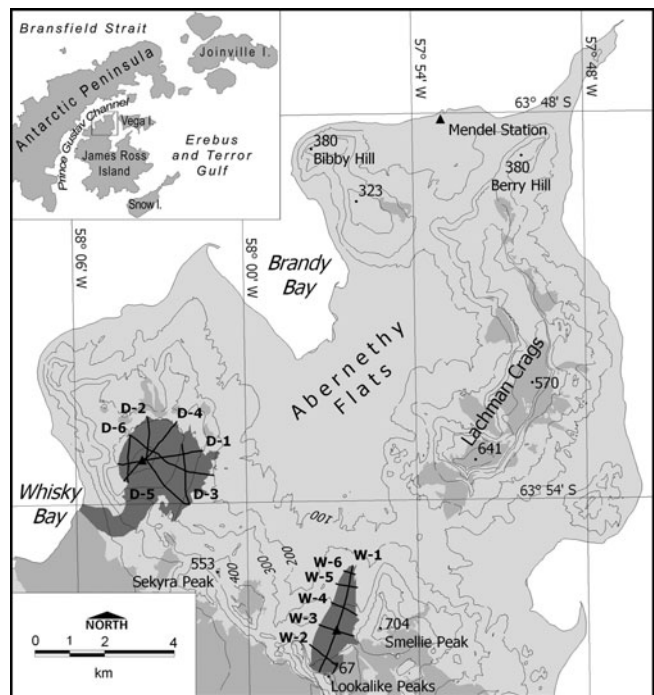 Bransfield Strait
Joinville I.
Antarctic Peninsula
Prince Gustav Channel
Vega I.
Erebus
and Terror
Gulf
James Ross
Island
Snow I.
57° 54' W
57° 48' W
63° 48' S
Mendel Station
380
Bibby Hill
380
Berry Hill
323
58° 06' W
58° 00' W
Brandy
Bay
Abernethy
Flats
Lachman Crags
570
641
D-2
D-4
D-6
D-1
D-5
D-3
Whisky
Bay
63° 54' S
100
200
300
400
553
Sekyra Peak
W-1
W-6
W-5
W-4
W-3
W-2
704
Smellie Peak
767
Lookalike Peaks
NORTH
0 1 2 4
km